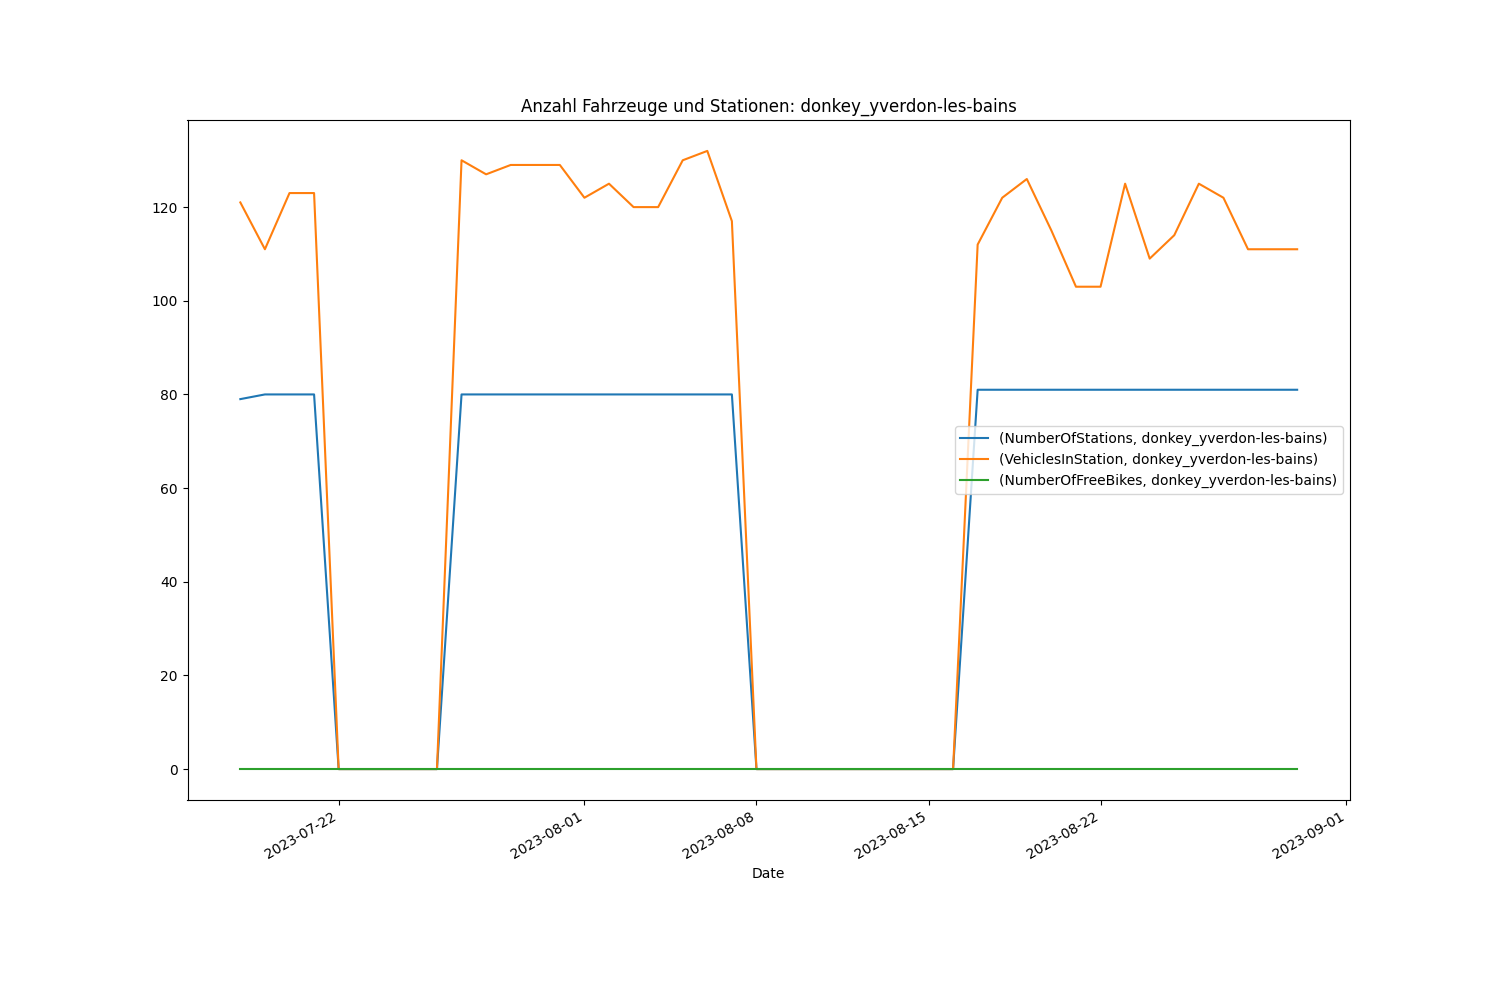 Anzahl Fahrzeuge und Stationen: donkey_yverdon-les-bains
120
100
80
60
40
20
0
(NumberOfStations, donkey_yverdon-les-bains)
(VehiclesInStation, donkey_yverdon-les-bains)
(NumberOfFreeBikes, donkey_yverdon-les-bains)
2023-07-22
2023-08-01
2023-08-08
2023-08-15
2023-08-22
2023-09-01
Date